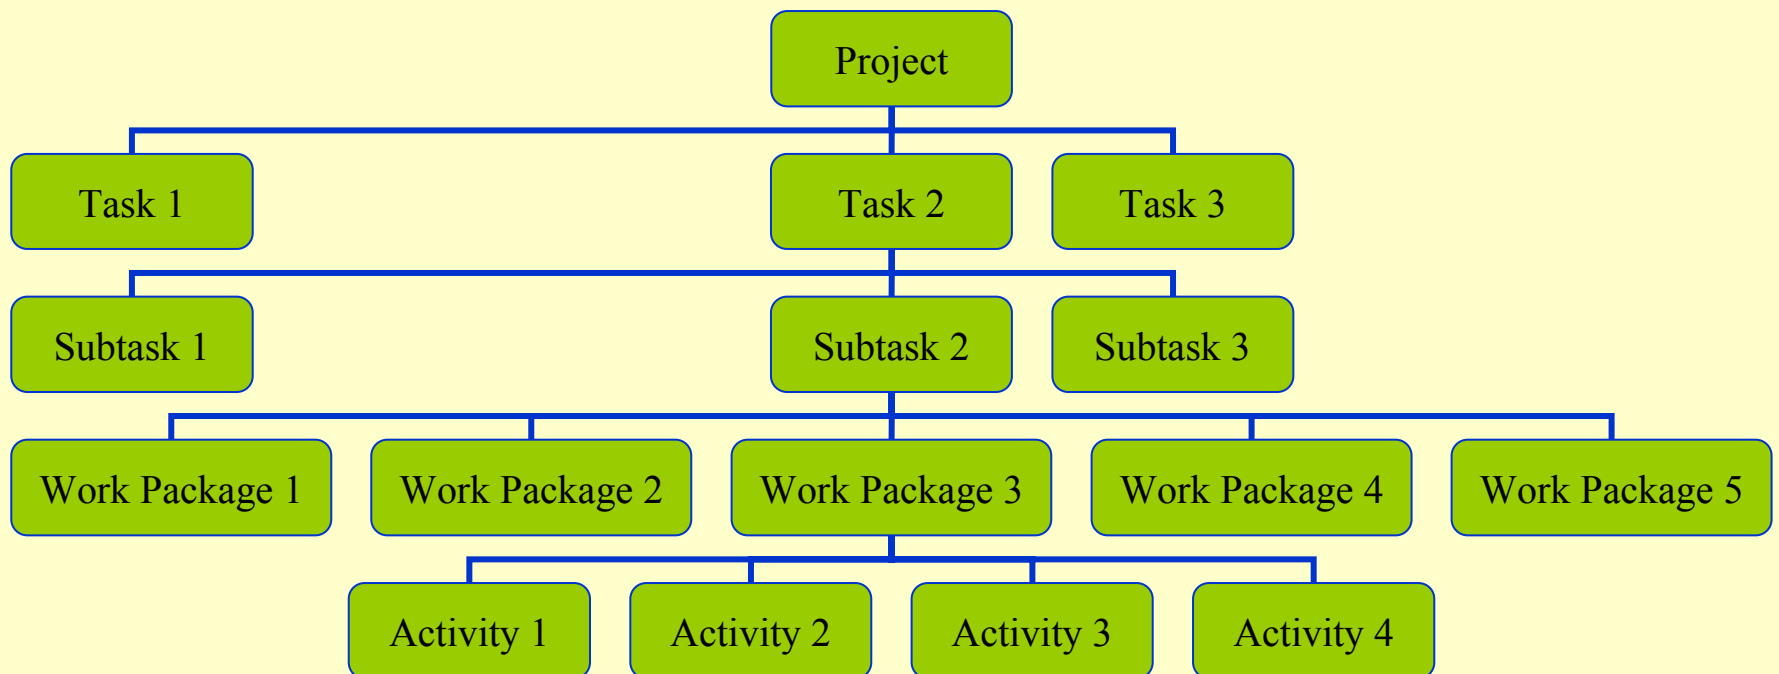 Project
Task 1
Task 2
Task 3
Subtask 1
Subtask 2
Subtask 3
Work Package 1
Work Package 2
Work Package 3
Work Package 4
Work Package 5
Activity 1
Activity 2
Activity 3
Activity 4